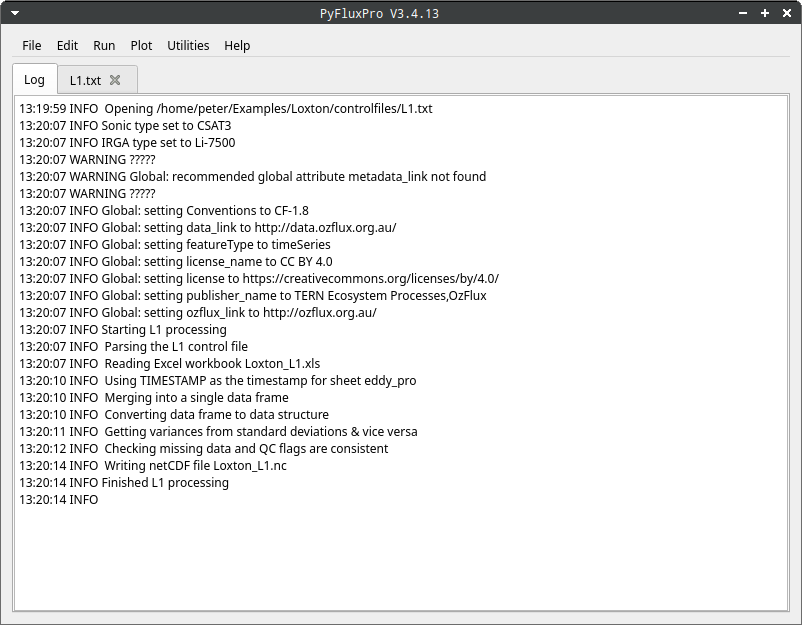 PyFluxPro V3.4.13
File Edit Run Plot Utilities Help
Log L1.txt
13:19:59 INFO  Opening /home/peter/Examples/Loxton/controlfiles/L1.txt
13:20:07 INFO Sonic type set to CSAT3
13:20:07 INFO IRGA type set to Li-7500
13:20:07 WARNING ?????
13:20:07 WARNING Global: recommended global attribute metadata_link not found
13:20:07 WARNING ?????
13:20:07 INFO Global: setting Conventions to CF-1.8
13:20:07 INFO Global: setting data_link to http://data.ozflux.org.au/
13:20:07 INFO Global: setting featureType to timeSeries
13:20:07 INFO Global: setting license_name to CC BY 4.0
13:20:07 INFO Global: setting license to https://creativecommons.org/licenses/by/4.0/
13:20:07 INFO Global: setting publisher_name to TERN Ecosystem Processes,OzFlux
13:20:07 INFO Global: setting ozflux_link to http://ozflux.org.au/
13:20:07 INFO Starting L1 processing
13:20:07 INFO  Parsing the L1 control file
13:20:07 INFO  Reading Excel workbook Loxton_L1.xls
13:20:10 INFO  Using TIMESTAMP as the timestamp for sheet eddy_pro
13:20:10 INFO  Merging into a single data frame
13:20:10 INFO  Converting data frame to data structure
13:20:11 INFO  Getting variances from standard deviations & vice versa
13:20:12 INFO  Checking missing data and QC flags are consistent
13:20:14 INFO  Writing netCDF file Loxton_L1.nc
13:20:14 INFO Finished L1 processing
13:20:14 INFO